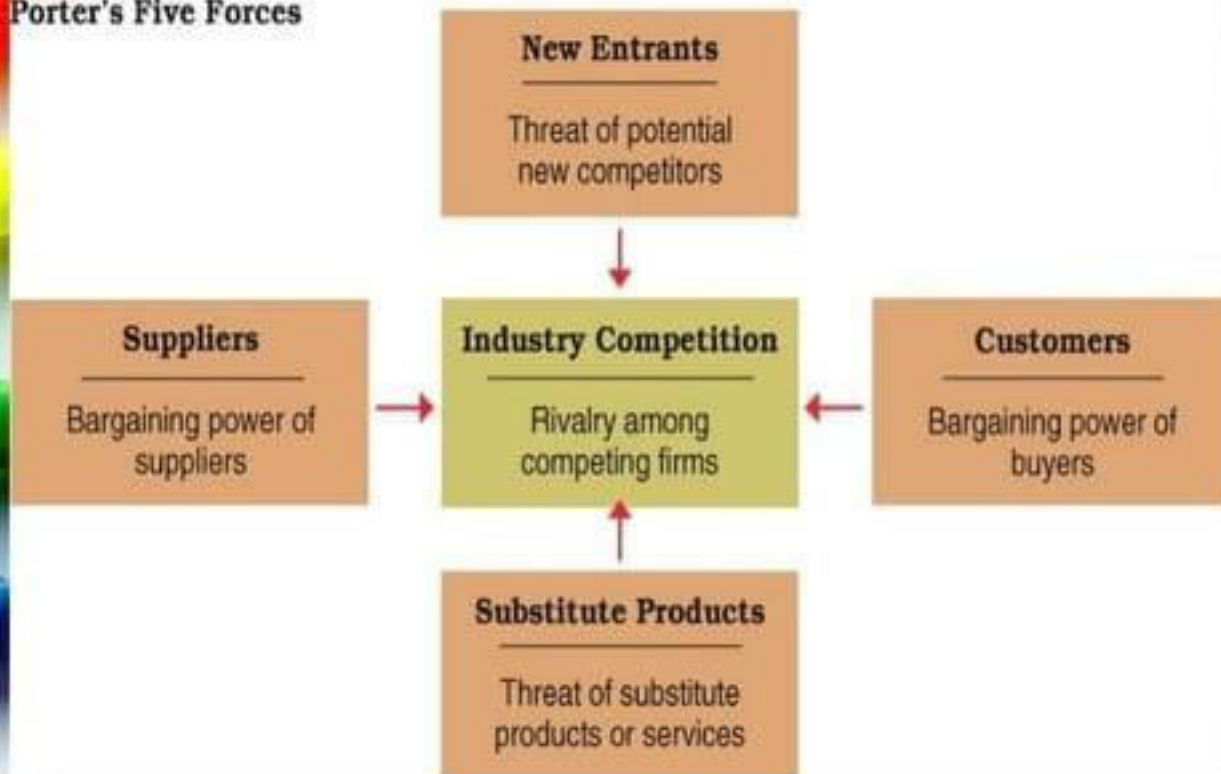 Porter's Five Forces
New Entrants
Threat of potential
new competitors
Suppliers
Bargaining power of
suppliers
Industry Competition
Rivalry among
competing firms
Customers
Bargaining power of
buyers
Substitute Products
Threat of substitute
products or services